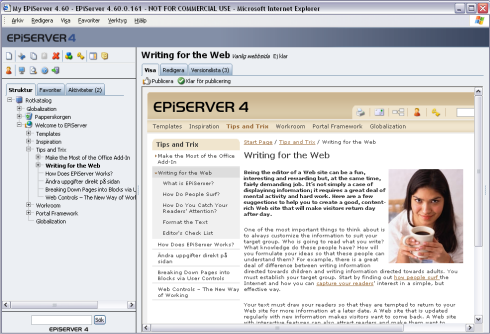 My EPiServer 4.60 - EPiServer 4.60.0.161 - NOT FOR COMMERCIAL USE - Microsoft Internet Explorer
Arkiv Redigera Visa Favoriter Verktyg Hjälp
EPiSERVER 4
Struktur Favoriter Aktiviteter (2)
Rotkatalog
Globalization
Papperskorgen
Welcome to EPiServer
Templates
Inspiration
Tips and Trix
Make the Most of the Office Add-In
Writing for the Web
How Does EPiServer Works?
Ändra uppgifter direkt på sidan
Breaking Down Pages into Blocks via U
Web Controls – The New Way of Wor
Workroom
Portal Framework
Globalization
Sök
EPISERVER 4
Writing for the Web Vanlig webbsida Ej klar
Visa Redigera Versionslista (3)
Publicera Klar för publicering
EPiSERVER 4
Templates Inspiration Tips and Trix Workroom Portal Framework Globalization
Tips and Trix
Make the Most of the Office
Add-In
Writing for the Web
What is EPiServer?
How Do People Surf?
How Do You Catch Your
Readers' Attention?
Format the Text
Editor's Check List
How Does EPiServer Works?
Ändra uppgifter direkt på
sidan
Breaking Down Pages into
Blocks via User Controls
Web Controls – The New Way
of Working
Start Page / Tips and Trix / Writing for the Web
Writing for the Web
Being the editor of a Web site can be a fun,
interesting and rewarding but, at the same time,
fairly demanding job. It's not simply a case of
displaying information; it requires a great deal of
mental activity and hard work. Here are a few
suggestions to help you to create a good, content-
rich Web site that will make visitors return day
after day.
One of the most important things to think about is
to always customize the information to suit your
target group. Who is going to read what you write?
What knowledge do these people have? How will
you formulate your ideas so that these people can
understand them? For example, there is a great
deal of difference between writing information
directed towards children and writing information directed towards adults. You
must establish your target group. Start by finding out how people surf the
Internet and how you can capture your readers' interest in a simple, but
effective way.
Your text must draw your readers so that they are tempted to return to your
Web site for more information at a later date. A Web site that is updated
regularly with new information makes visitors want to come back. A Web site
with interactive features can also attract readers and make them want to